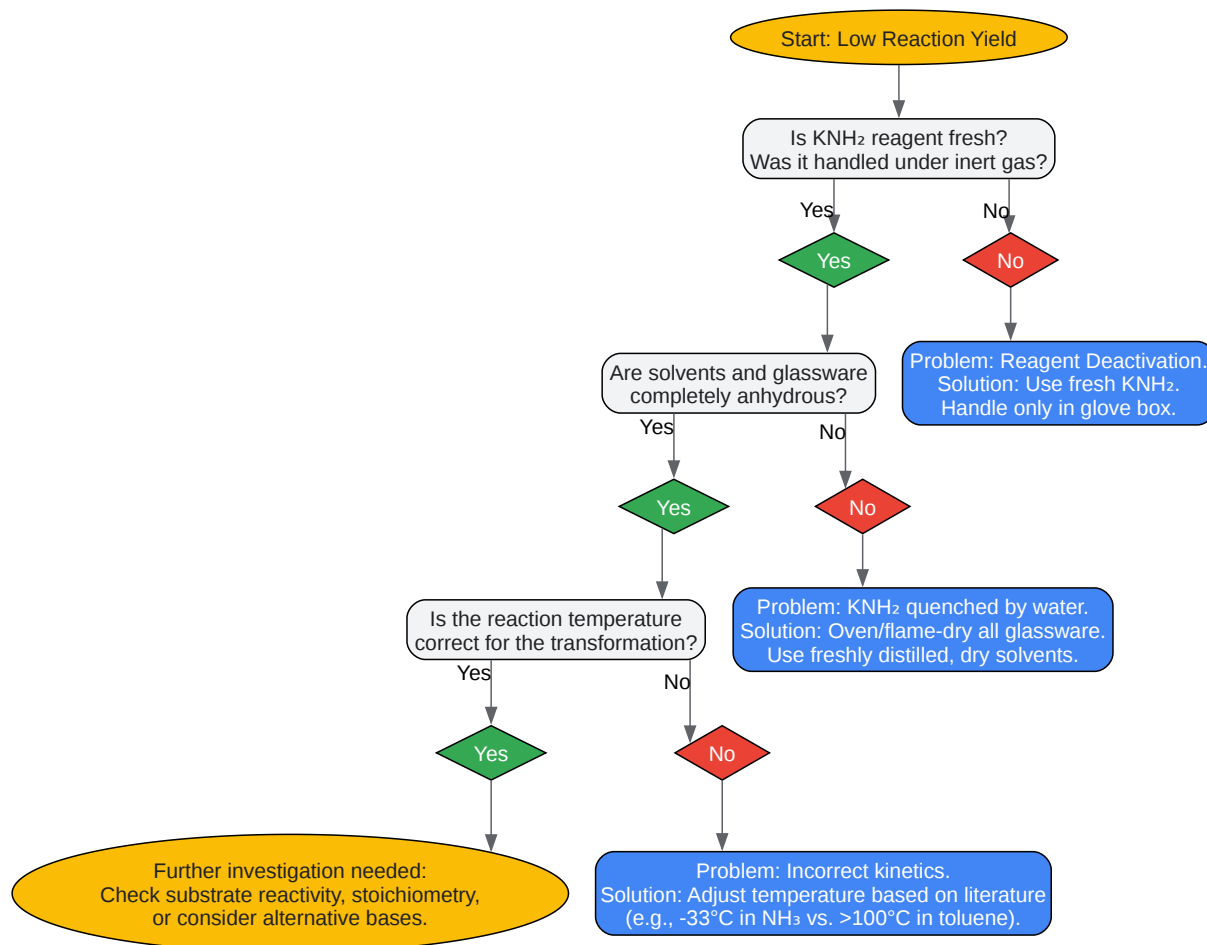 Start: Low Reaction Yield
Is KNH₂ reagent fresh?
Was it handled under inert gas?
Yes
No
Yes
No
Problem: Reagent Deactivation.
Solution: Use fresh KNH₂.
Handle only in glove box.
Are solvents and glassware
completely anhydrous?
Yes
No
Yes
No
Problem: KNH₂ quenched by water.
Solution: Oven/flame-dry all glassware.
Use freshly distilled, dry solvents.
Is the reaction temperature
correct for the transformation?
Yes
No
Yes
No
Further investigation needed:
Check substrate reactivity, stoichiometry,
or consider alternative bases.
Problem: Incorrect kinetics.
Solution: Adjust temperature based on literature
(e.g., -33°C in NH₃ vs. >100°C in toluene).